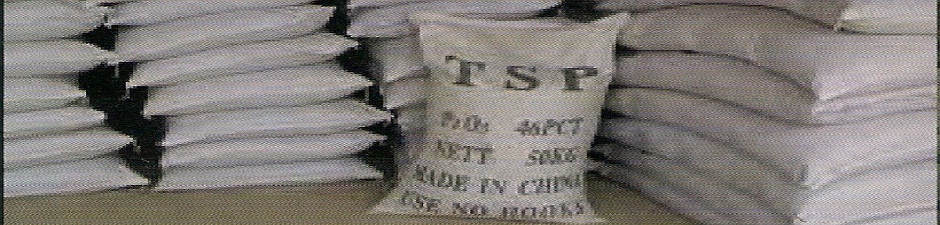 TSP
P2O5 46PCT
NETT 50KG
MADE IN CHINA
USE NO HOOKS